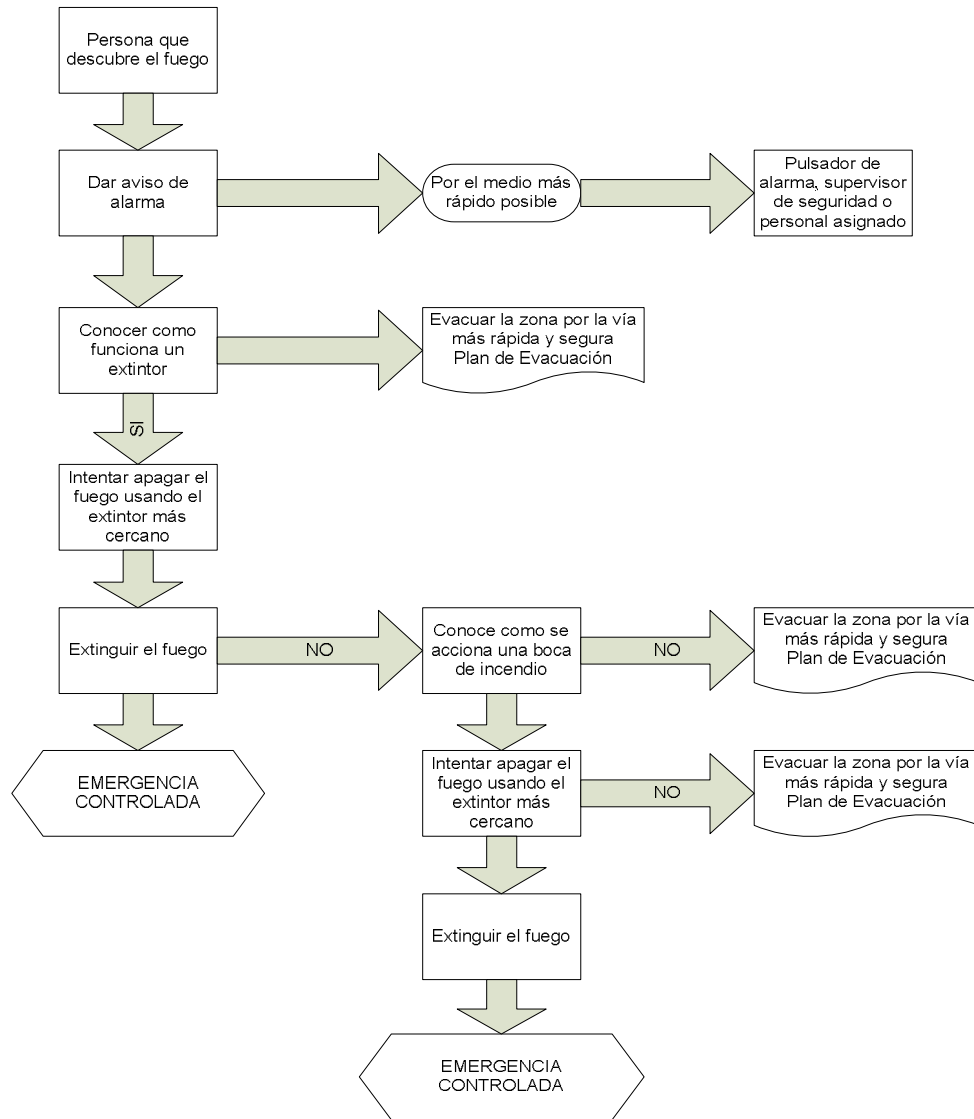 Persona que
descubre el fuego
Dar aviso de
alarma
Por el medio más
rápido posible
Pulsador de
alarma, supervisor
de seguridad o
personal asignado
Conocer como
funciona un
extintor
Evacuar la zona por la vía
más rápida y segura
Plan de Evacuación
SI
Intentar apagar el
fuego usando el
extintor más
cercano
Extinguir el fuego
NO
Conoce como se
acciona una boca
de incendio
NO
Evacuar la zona por la vía
más rápida y segura
Plan de Evacuación
EMERGENCIA
CONTROLADA
Intentar apagar el
fuego usando el
extintor más
cercano
NO
Evacuar la zona por la vía
más rápida y segura
Plan de Evacuación
Extinguir el fuego
EMERGENCIA
CONTROLADA